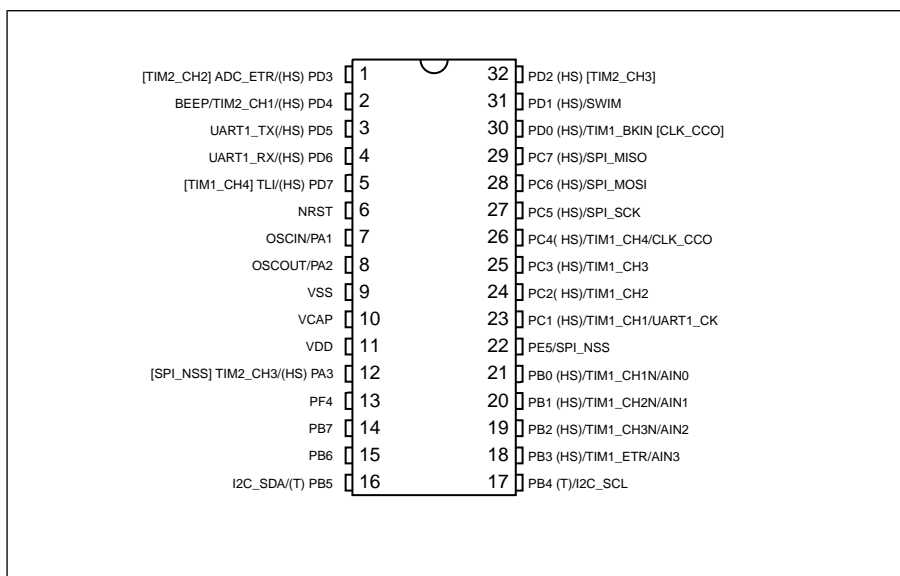 [TIM2_CH2] ADC_ETR/(HS) PD3 1 32 PD2 (HS) [TIM2_CH3]
BEEP/TIM2_CH1/(HS) PD4 2 31 PD1 (HS)/SWIM
UART1_TX(/HS) PD5 3 30 PD0 (HS)/TIM1_BKIN [CLK_CCO]
UART1_RX/(HS) PD6 4 29 PC7 (HS)/SPI_MISO
[TIM1_CH4] TLI/(HS) PD7 5 28 PC6 (HS)/SPI_MOSI
NRST 6 27 PC5 (HS)/SPI_SCK
OSCIN/PA1 7 26 PC4( HS)/TIM1_CH4/CLK_CCO
OSCOUT/PA2 8 25 PC3 (HS)/TIM1_CH3
VSS 9 24 PC2( HS)/TIM1_CH2
VCAP 10 23 PC1 (HS)/TIM1_CH1/UART1_CK
VDD 11 22 PE5/SPI_NSS
[SPI_NSS] TIM2_CH3/(HS) PA3 12 21 PB0 (HS)/TIM1_CH1N/AIN0
PF4 13 20 PB1 (HS)/TIM1_CH2N/AIN1
PB7 14 19 PB2 (HS)/TIM1_CH3N/AIN2
PB6 15 18 PB3 (HS)/TIM1_ETR/AIN3
I2C_SDA/(T) PB5 16 17 PB4 (T)/I2C_SCL